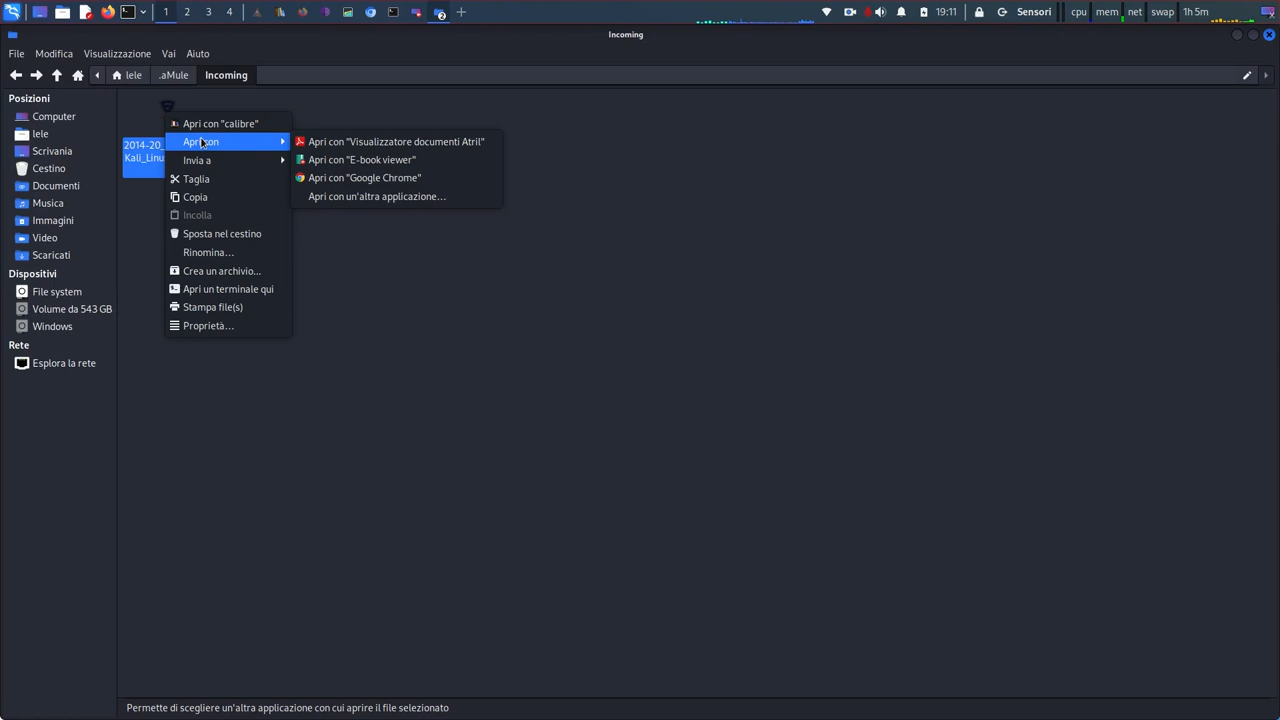 1 2 3 4 2 19:11 Sensori cpu mem net swap 1h 5m
Incoming
File Modifica Visualizzazione Vai Aiuto
lele .aMule Incoming
Posizioni
Computer
lele
Scrivania
Cestino
Documenti
Musica
Immagini
Video
Scaricati
Dispositivi
File system
Volume da 543 GB
Windows
Rete
Esplora la rete
2014-20_
Kali_Linu
Apri con "calibre"
Apri con
Invia a
Taglia
Copia
Incolla
Sposta nel cestino
Rinomina…
Crea un archivio…
Apri un terminale qui
Stampa file(s)
Proprietà…
Apri con "Visualizzatore documenti Atril"
Apri con "E-book viewer"
Apri con "Google Chrome"
Apri con un'altra applicazione…
Permette di scegliere un'altra applicazione con cui aprire il file selezionato